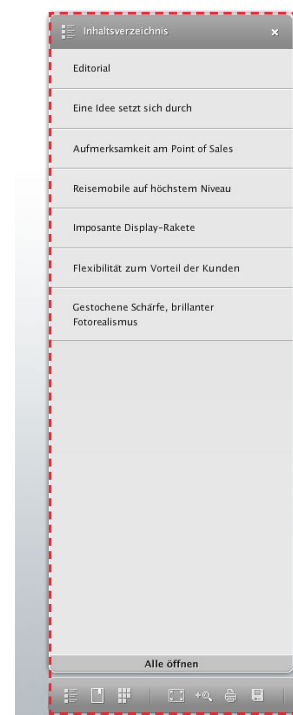 Inhaltsverzeichnis
Editorial
Eine Idee setzt sich durch
Aufmerksamkeit am Point of Sales
Reisemobile auf höchstem Niveau
Imposante Display-Rakete
Flexibilität zum Vorteil der Kunden
Gestochene Schärfe, brillanter
Fotorealismus
Alle öffnen